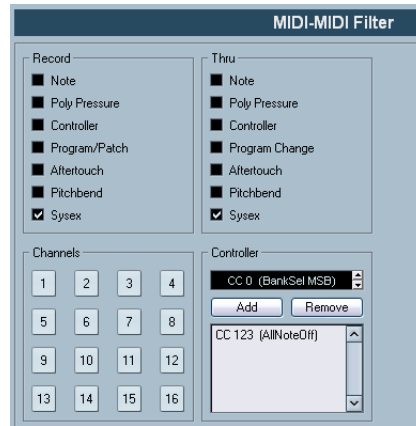 MIDI-MIDI Filter
Record
Note
Poly Pressure
Controller
Program/Patch
Aftertouch
Pitchbend
Sysex
Thru
Note
Poly Pressure
Controller
Program Change
Aftertouch
Pitchbend
Sysex
Channels
1 2 3 4
5 6 7 8
9 10 11 12
13 14 15 16
Controller
CC 0 (BankSel MSB)
Add Remove
CC 123 (AllNoteOff)